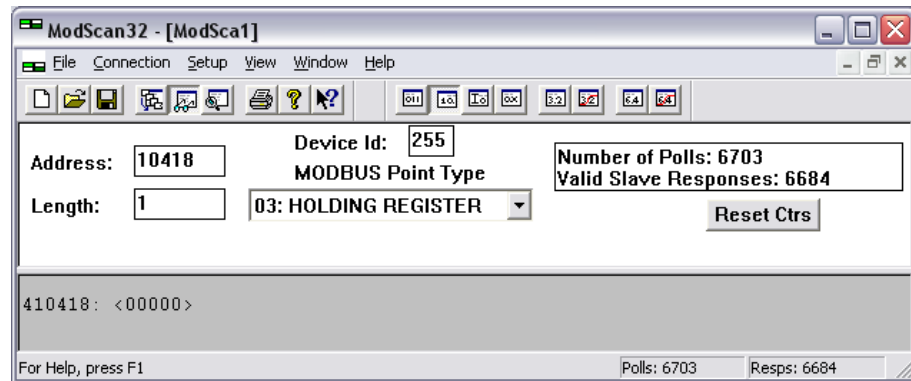 ModScan32 - [ModSca1]
File Connection Setup View Window Help
Address: 10418
Device Id: 255
MODBUS Point Type
Length: 1
03: HOLDING REGISTER
Number of Polls: 6703
Valid Slave Responses: 6684
Reset Ctrs
410418: <00000>
For Help, press F1
Polls: 6703
Resps: 6684